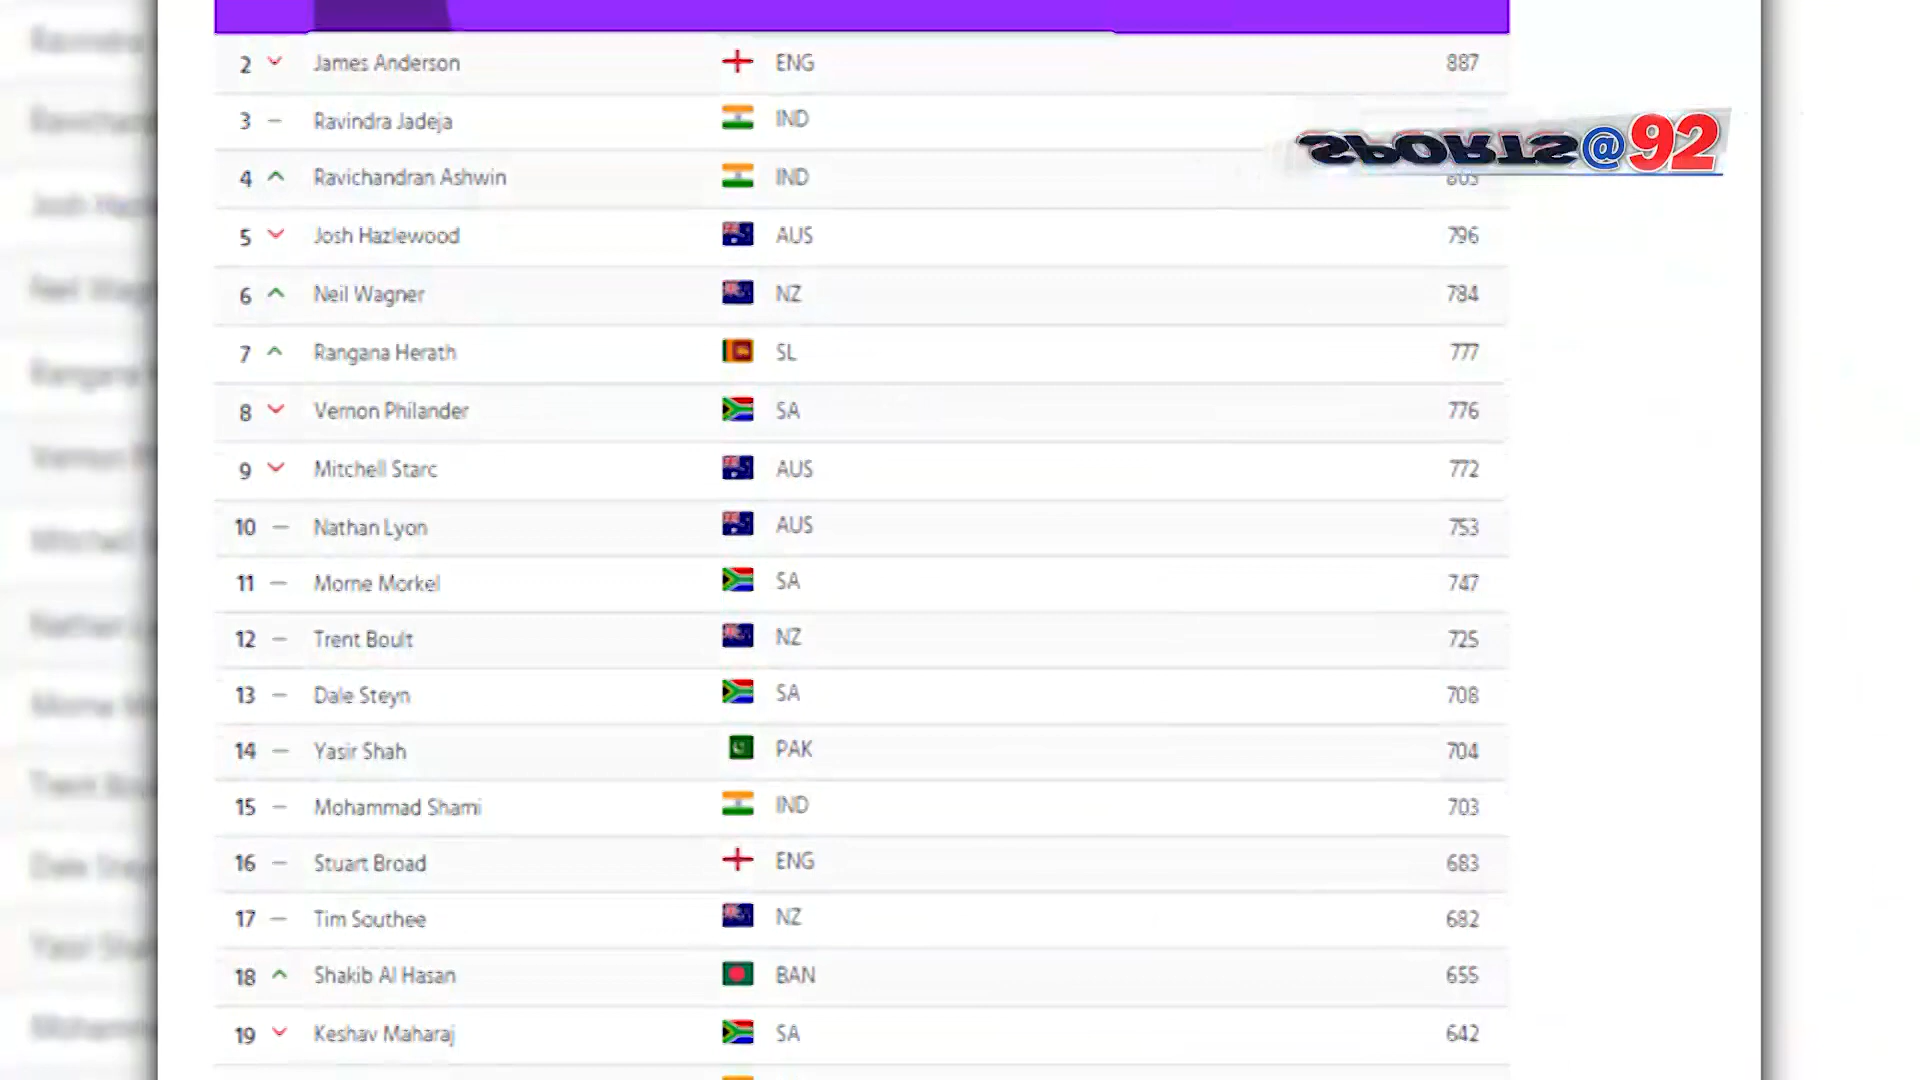 2 James Anderson ENG 887
3 Ravindra Jadeja IND
SPORTS@92
4 Ravichandran Ashwin IND 803
5 Josh Hazlewood AUS 796
6 Neil Wagner NZ 784
7 Rangana Herath SL 777
8 Vernon Philander SA 776
9 Mitchell Starc AUS 772
10 Nathan Lyon AUS 753
11 Morne Morkel SA 747
12 Trent Boult NZ 725
13 Dale Steyn SA 708
14 Yasir Shah PAK 704
15 Mohammad Shami IND 703
16 Stuart Broad ENG 683
17 Tim Southee NZ 682
18 Shakib Al Hasan BAN 655
19 Keshav Maharaj SA 642